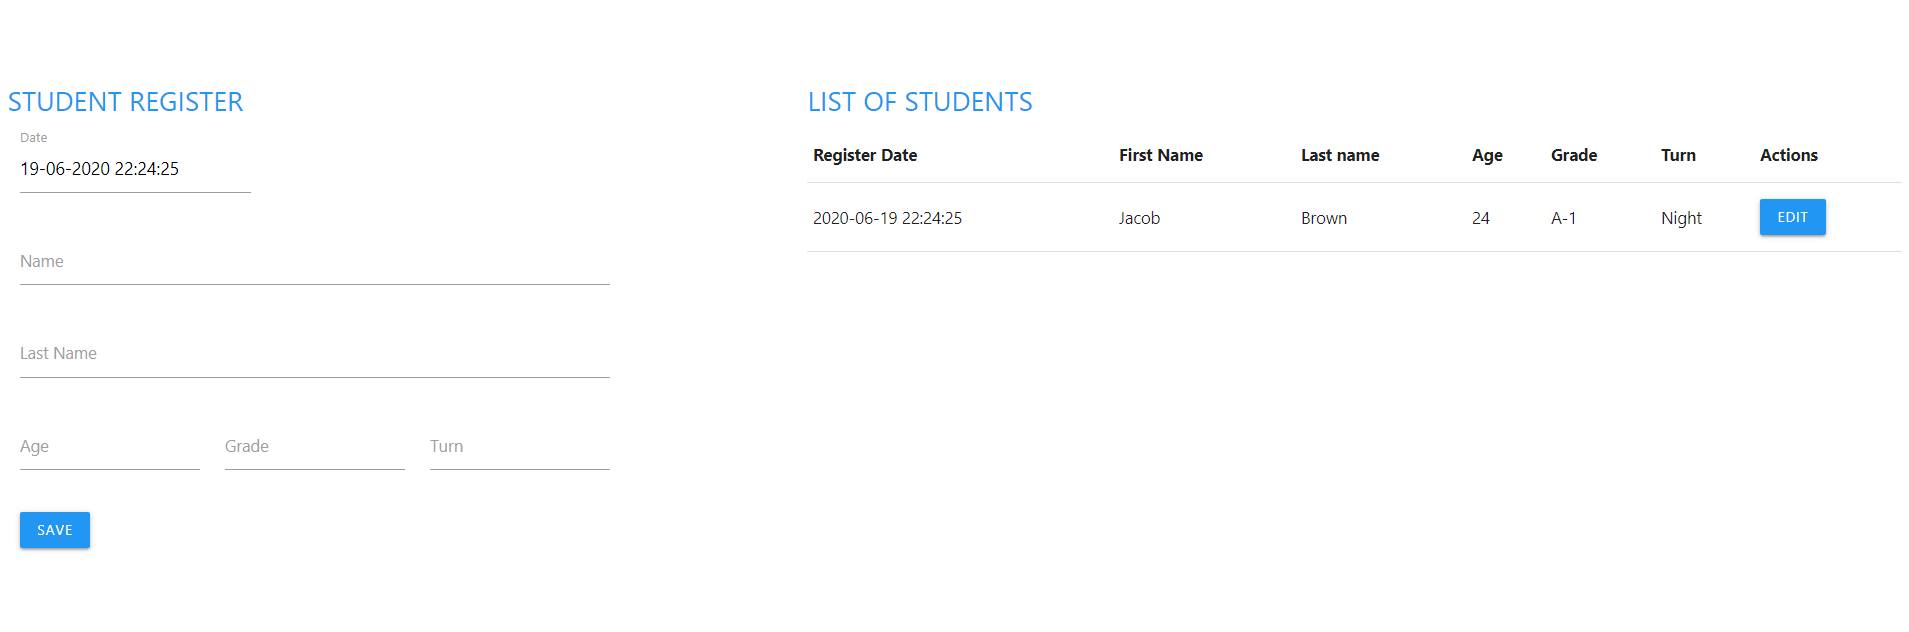 STUDENT REGISTER
Date
19-06-2020 22:24:25
Name
Last Name
Age Grade Turn
SAVE
LIST OF STUDENTS
Register Date First Name Last name Age Grade Turn Actions
2020-06-19 22:24:25 Jacob Brown 24 A-1 Night EDIT